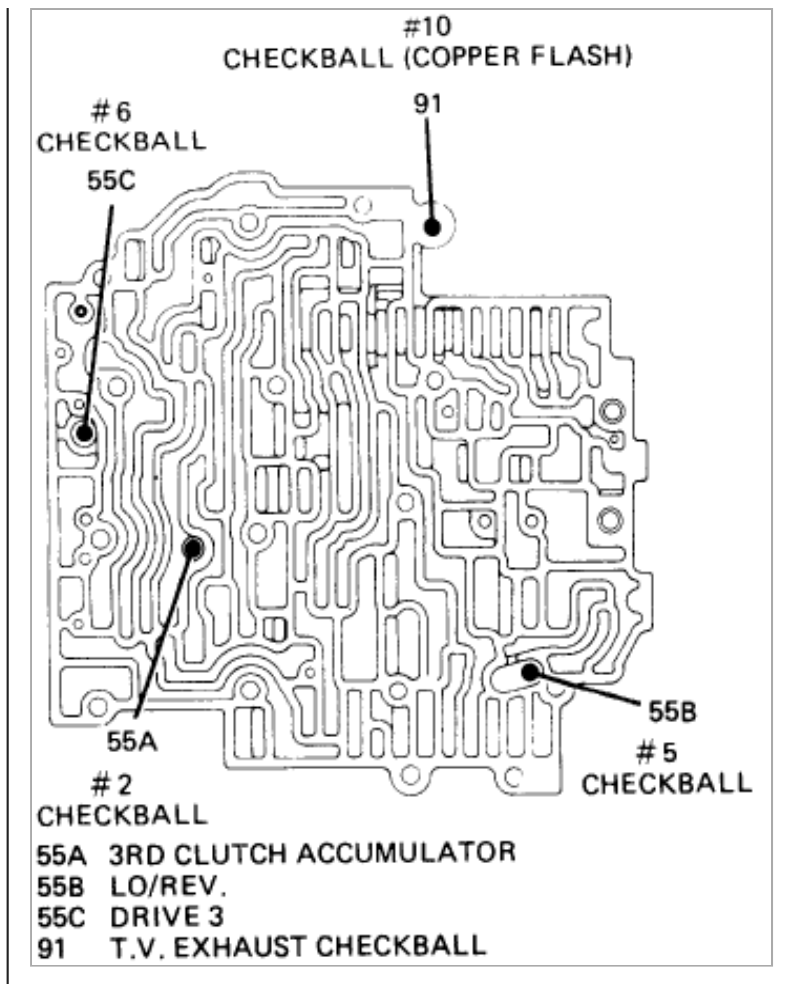 #10
CHECKBALL (COPPER FLASH)
91
#6
CHECKBALL
55C
55A
55B
#5
CHECKBALL
#2
CHECKBALL
55A 3RD CLUTCH ACCUMULATOR
55B LO/REV.
55C DRIVE 3
91 T.V. EXHAUST CHECKBALL